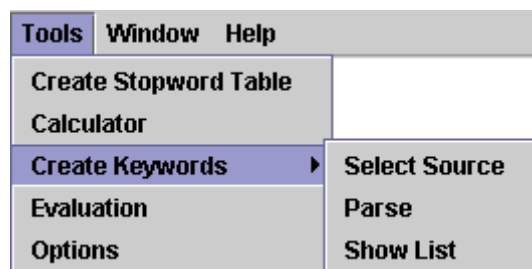 Tools Window Help
Create Stopword Table
Calculator
Create Keywords Select Source
Evaluation Parse
Options Show List